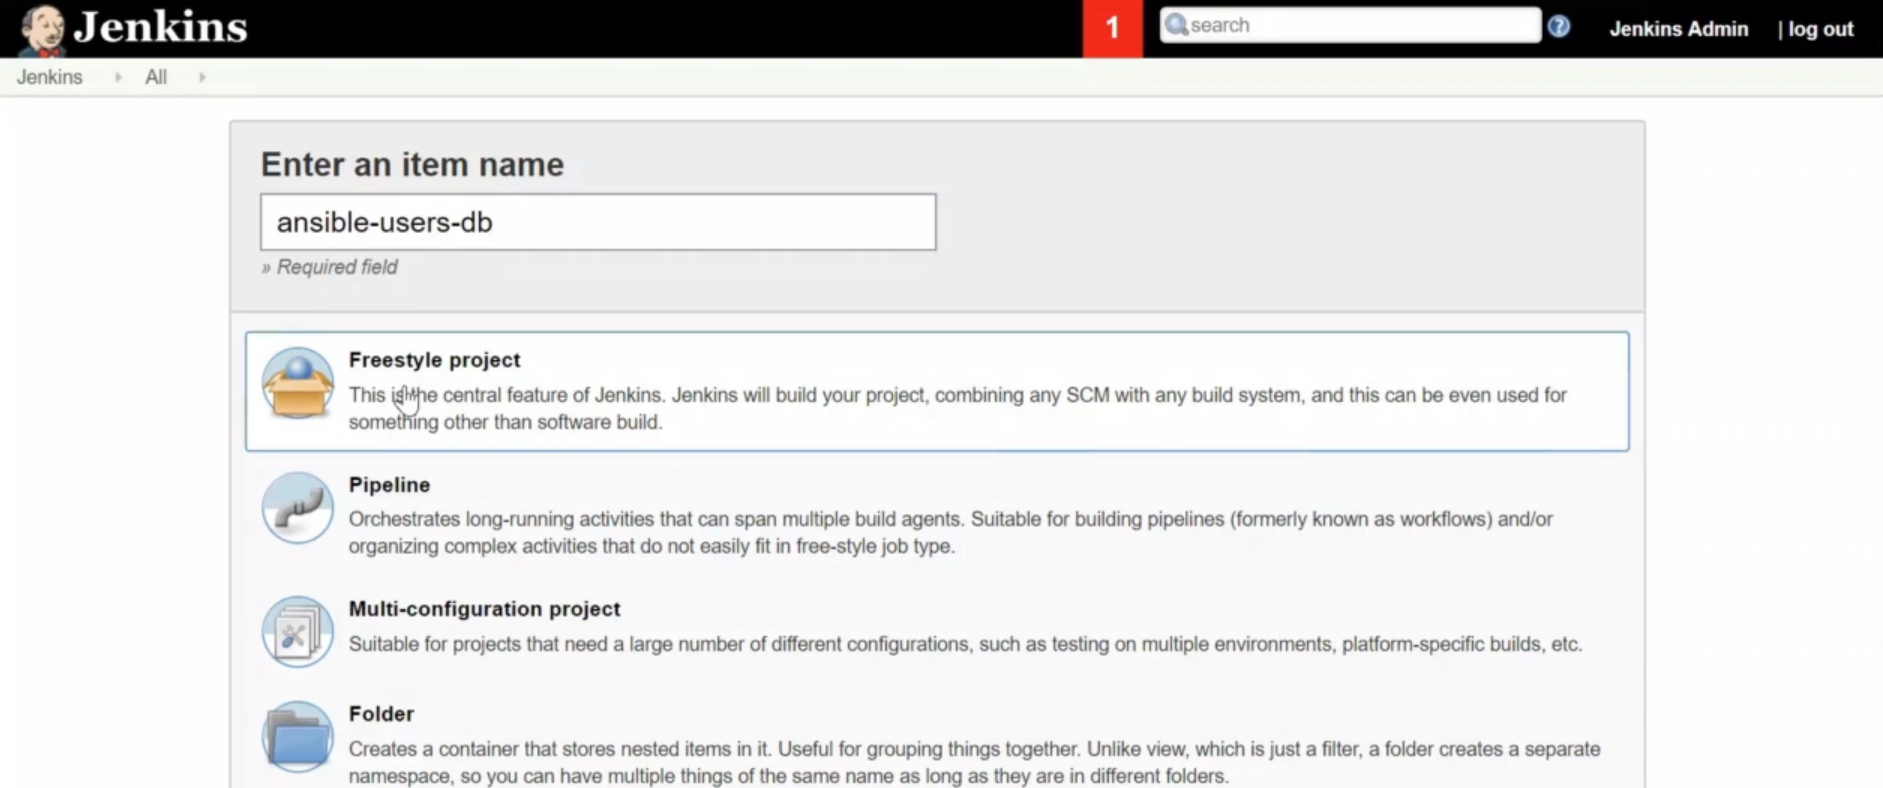 Jenkins
1
search
Jenkins Admin | log out
Jenkins All
Enter an item name
ansible-users-db
» Required field
Freestyle project
This is the central feature of Jenkins. Jenkins will build your project, combining any SCM with any build system, and this can be even used for
something other than software build.
Pipeline
Orchestrates long-running activities that can span multiple build agents. Suitable for building pipelines (formerly known as workflows) and/or
organizing complex activities that do not easily fit in free-style job type.
Multi-configuration project
Suitable for projects that need a large number of different configurations, such as testing on multiple environments, platform-specific builds, etc.
Folder
Creates a container that stores nested items in it. Useful for grouping things together. Unlike view, which is just a filter, a folder creates a separate
namespace, so you can have multiple things of the same name as long as they are in different folders.